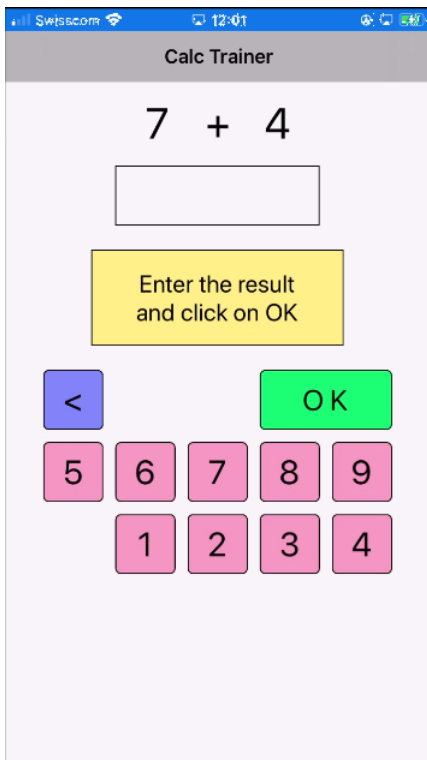 Swisscom 12:01
Calc Trainer
7 + 4
Enter the result
and click on OK
< OK
5 6 7 8 9
1 2 3 4